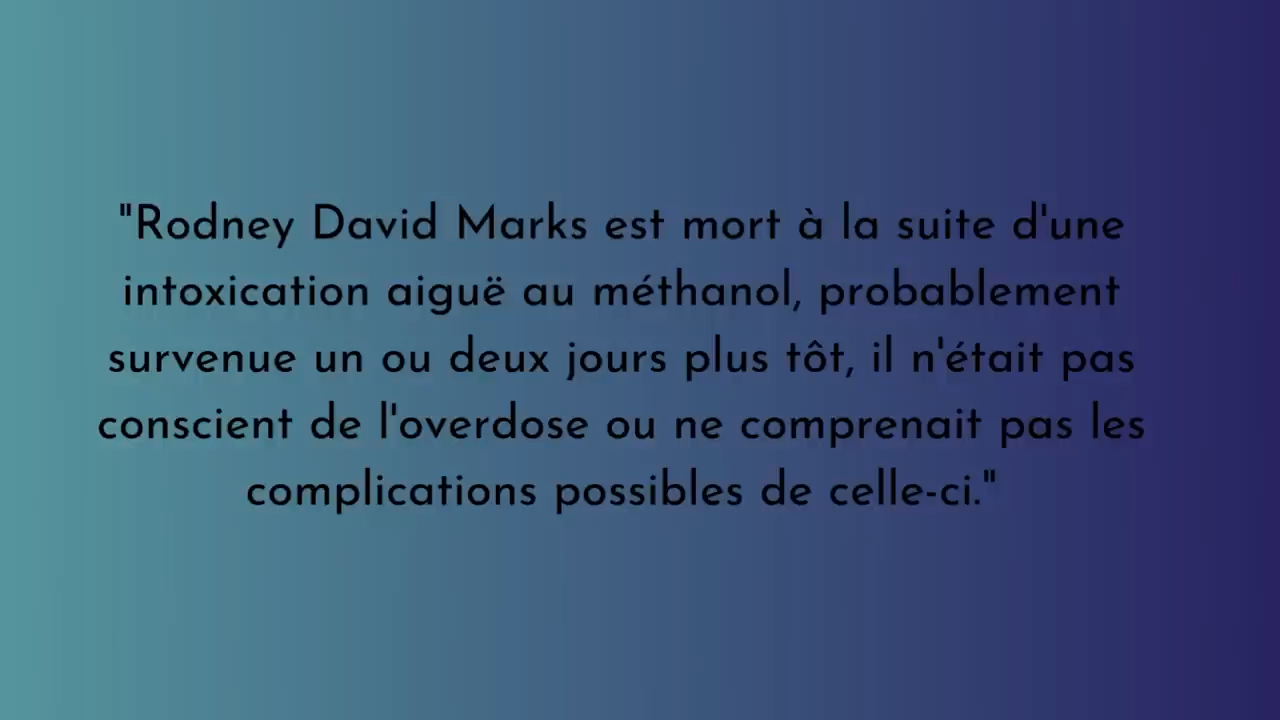 "Rodney David Marks est mort à la suite d'une
intoxication aiguë au méthanol, probablement
survenue un ou deux jours plus tôt, il n'était pas
conscient de l'overdose ou ne comprenait pas les
complications possibles de celle-ci."